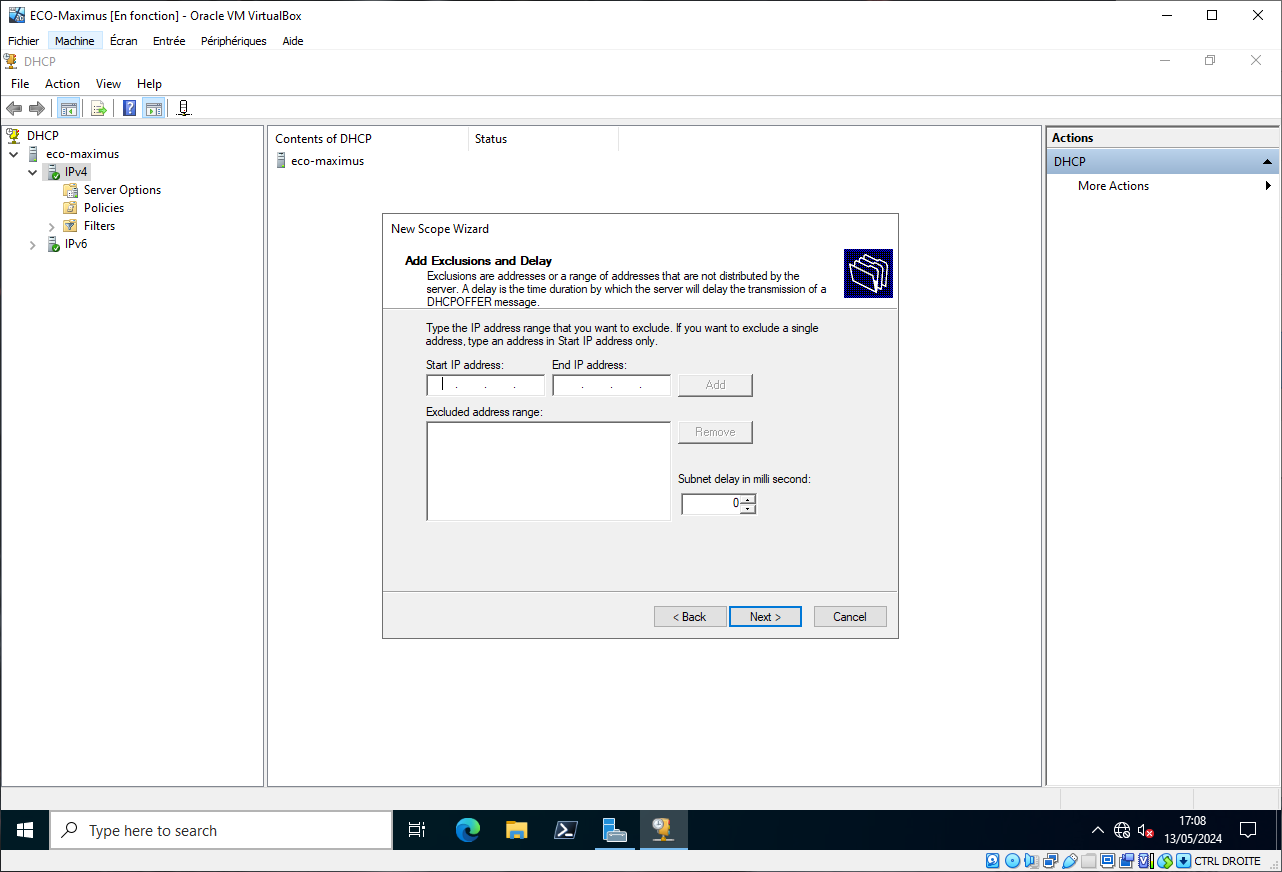 ECO-Maximus [En fonction] - Oracle VM VirtualBox
Fichier Machine Écran Entrée Périphériques Aide
DHCP
File Action View Help
DHCP
eco-maximus
IPv4
Server Options
Policies
Filters
IPv6
Contents of DHCP Status
eco-maximus
Actions
DHCP
More Actions
New Scope Wizard
Add Exclusions and Delay
Exclusions are addresses or a range of addresses that are not distributed by the
server. A delay is the time duration by which the server will delay the transmission of a
DHCPOFFER message.
Type the IP address range that you want to exclude. If you want to exclude a single
address, type an address in Start IP address only.
Start IP address: End IP address:
Add
Excluded address range:
Remove
Subnet delay in milli second:
0
< Back Next > Cancel
Type here to search
17:08
13/05/2024
CTRL DROITE